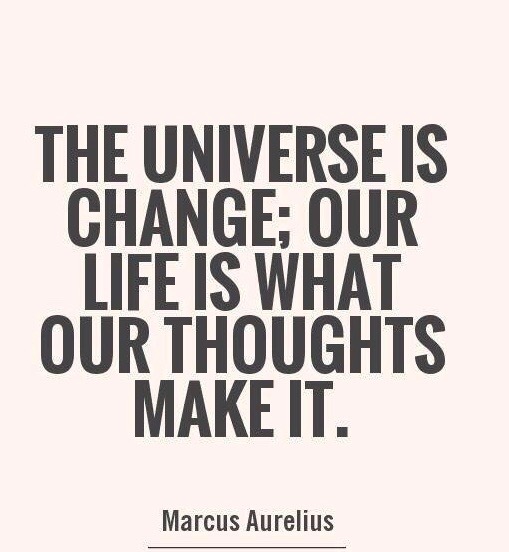 THE UNIVERSE IS
CHANGE; OUR
LIFE IS WHAT
OUR THOUGHTS
MAKE IT.
Marcus Aurelius